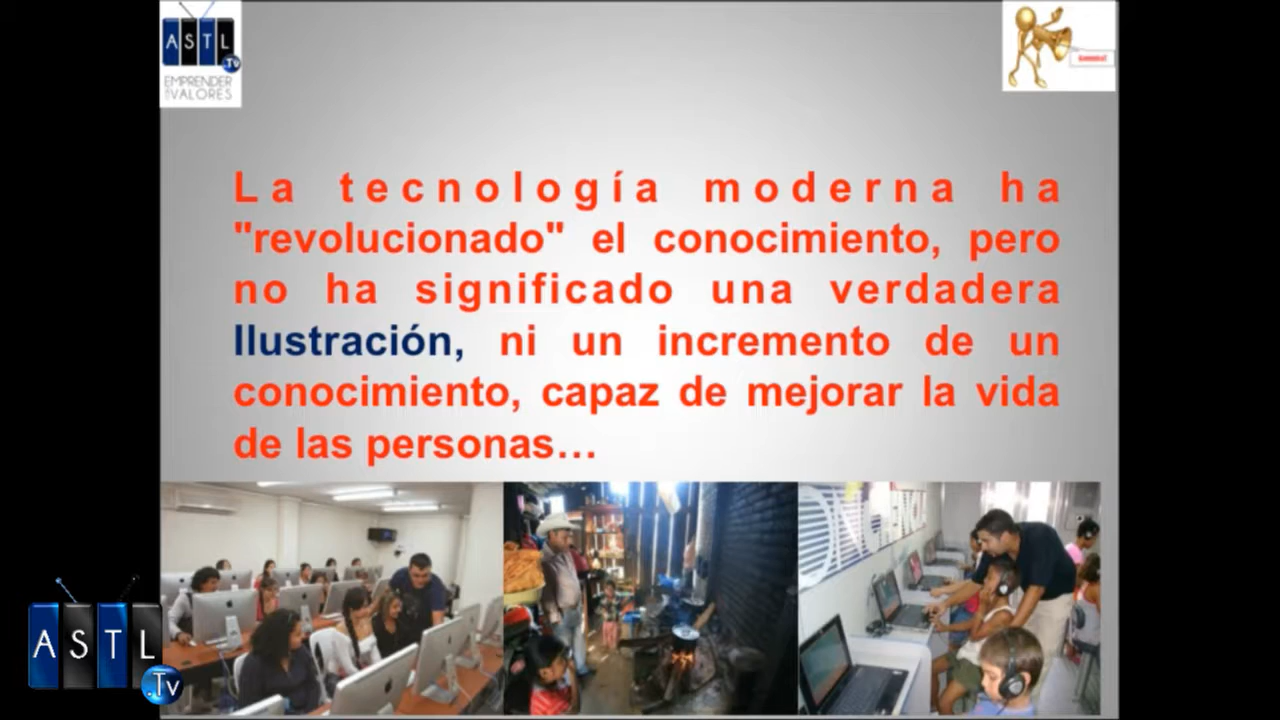 ASTL
.Tv
EMPRENDER
VALORES
La tecnología moderna ha
"revolucionado" el conocimiento, pero
no ha significado una verdadera
Ilustración, ni un incremento de un
conocimiento, capaz de mejorar la vida
de las personas…
ASTL
.Tv